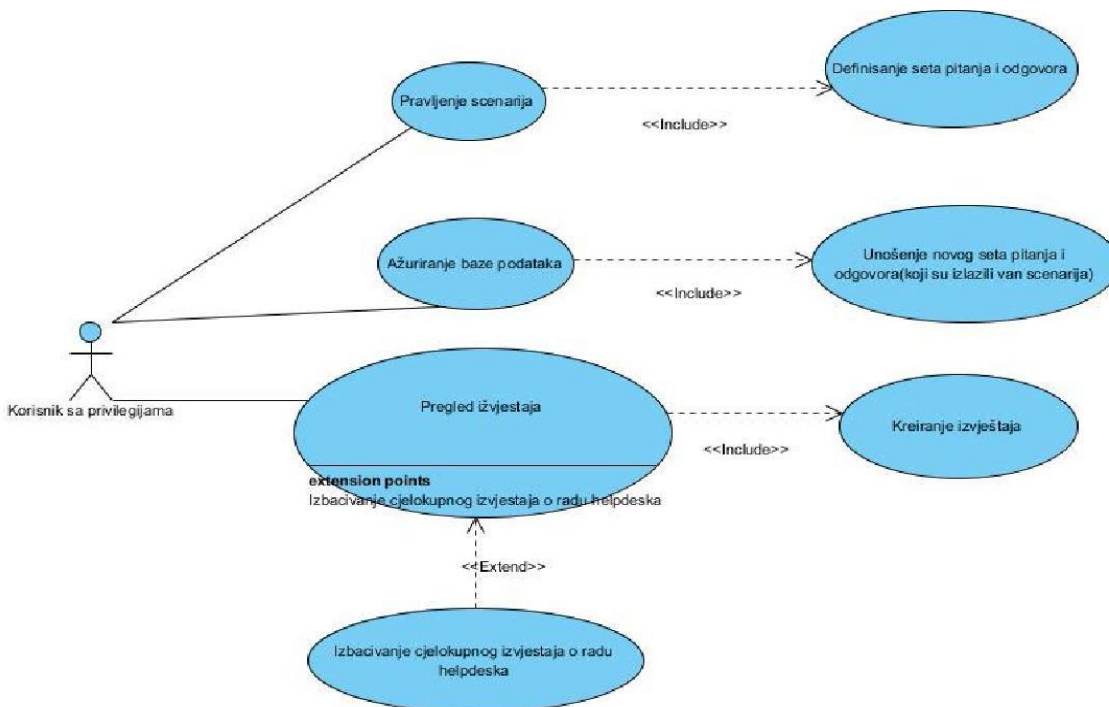 Definisanje seta pitanja i odgovora
Pravljenje scenarija
<<Include>>
Ažuriranje baze podataka
Unošenje novog seta pitanja i
odgovora(koji su izlazili van scenarija)
<<Include>>
Korisnik sa privilegijama
Pregled ižvjestaja
Kreiranje izvještaja
<<Include>>
extension points
Izbacivanje cjelokupnog izvjestaja o radu helpdeska
<<Extend>>
Izbacivanje cjelokupnog izvjestaja o radu
helpdeska